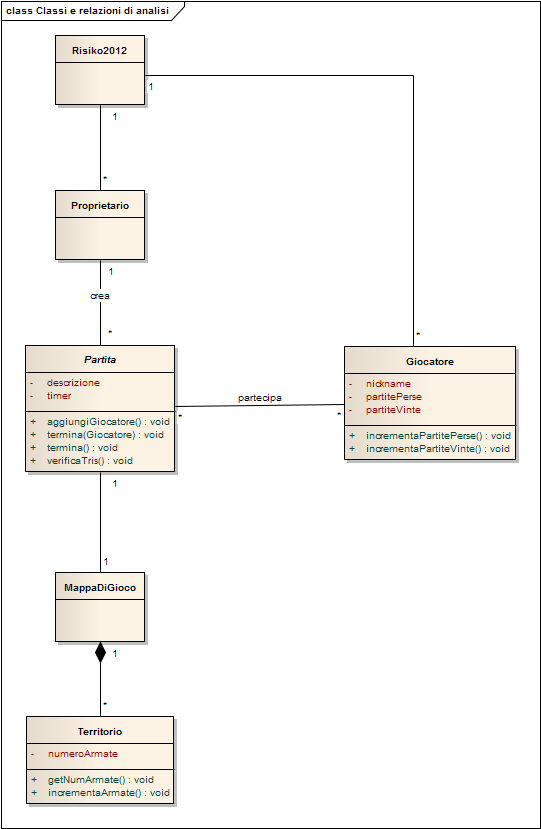 class Classi e relazioni di analisi
Risiko2012
1
1
*
Proprietario
1
crea
*
*
Partita
- descrizione
- timer
+ aggiungiGiocatore() : void
+ termina(Giocatore) : void
+ termina() : void
+ verificaTris() : void
partecipa
*
*
Giocatore
- nickname
- partitePerse
- partiteVinte
+ incrementaPartitePerse() : void
+ incrementaPartiteVinte() : void
1
1
MappaDiGioco
1
*
Territorio
- numeroArmate
+ getNumArmate() : void
+ incrementaArmate() : void